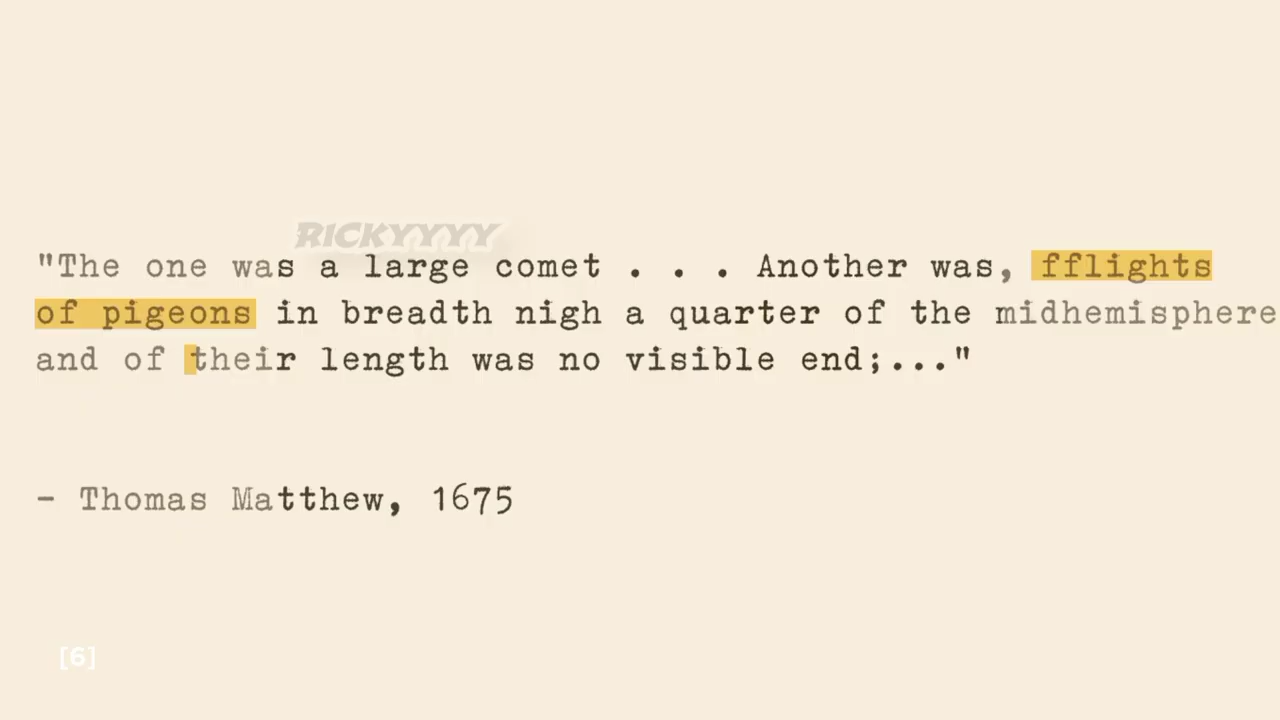 RICKYYYY
"The one was a large comet . . . Another was, fflights
of pigeons in breadth nigh a quarter of the midhemisphere
and of their length was no visible end;..."
- Thomas Matthew, 1675
[6]